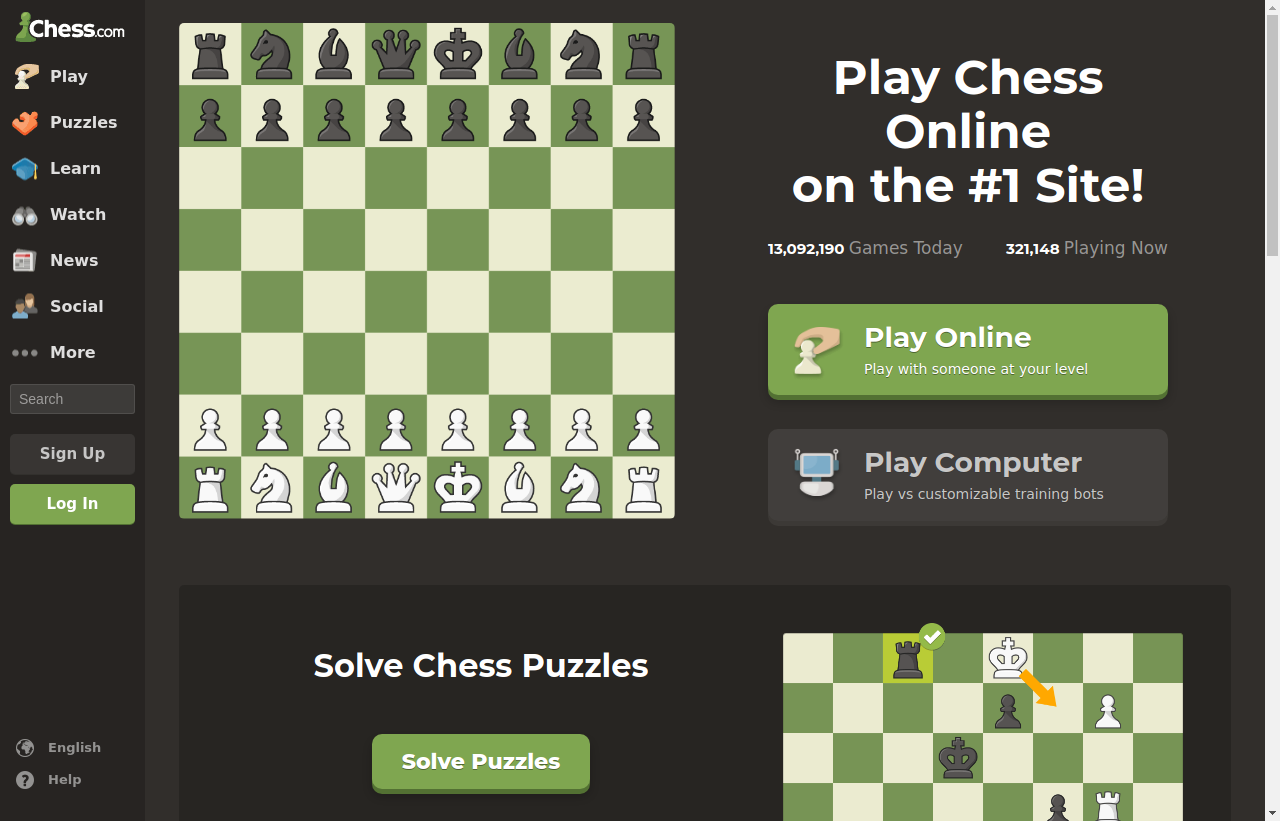 Chess.com
Play
Puzzles
Learn
Watch
News
Social
More
Search
Sign Up
Log In
English
Help
Play Chess
Online
on the #1 Site!
13,092,190 Games Today
321,148 Playing Now
Play Online
Play with someone at your level
Play Computer
Play vs customizable training bots
Solve Chess Puzzles
Solve Puzzles